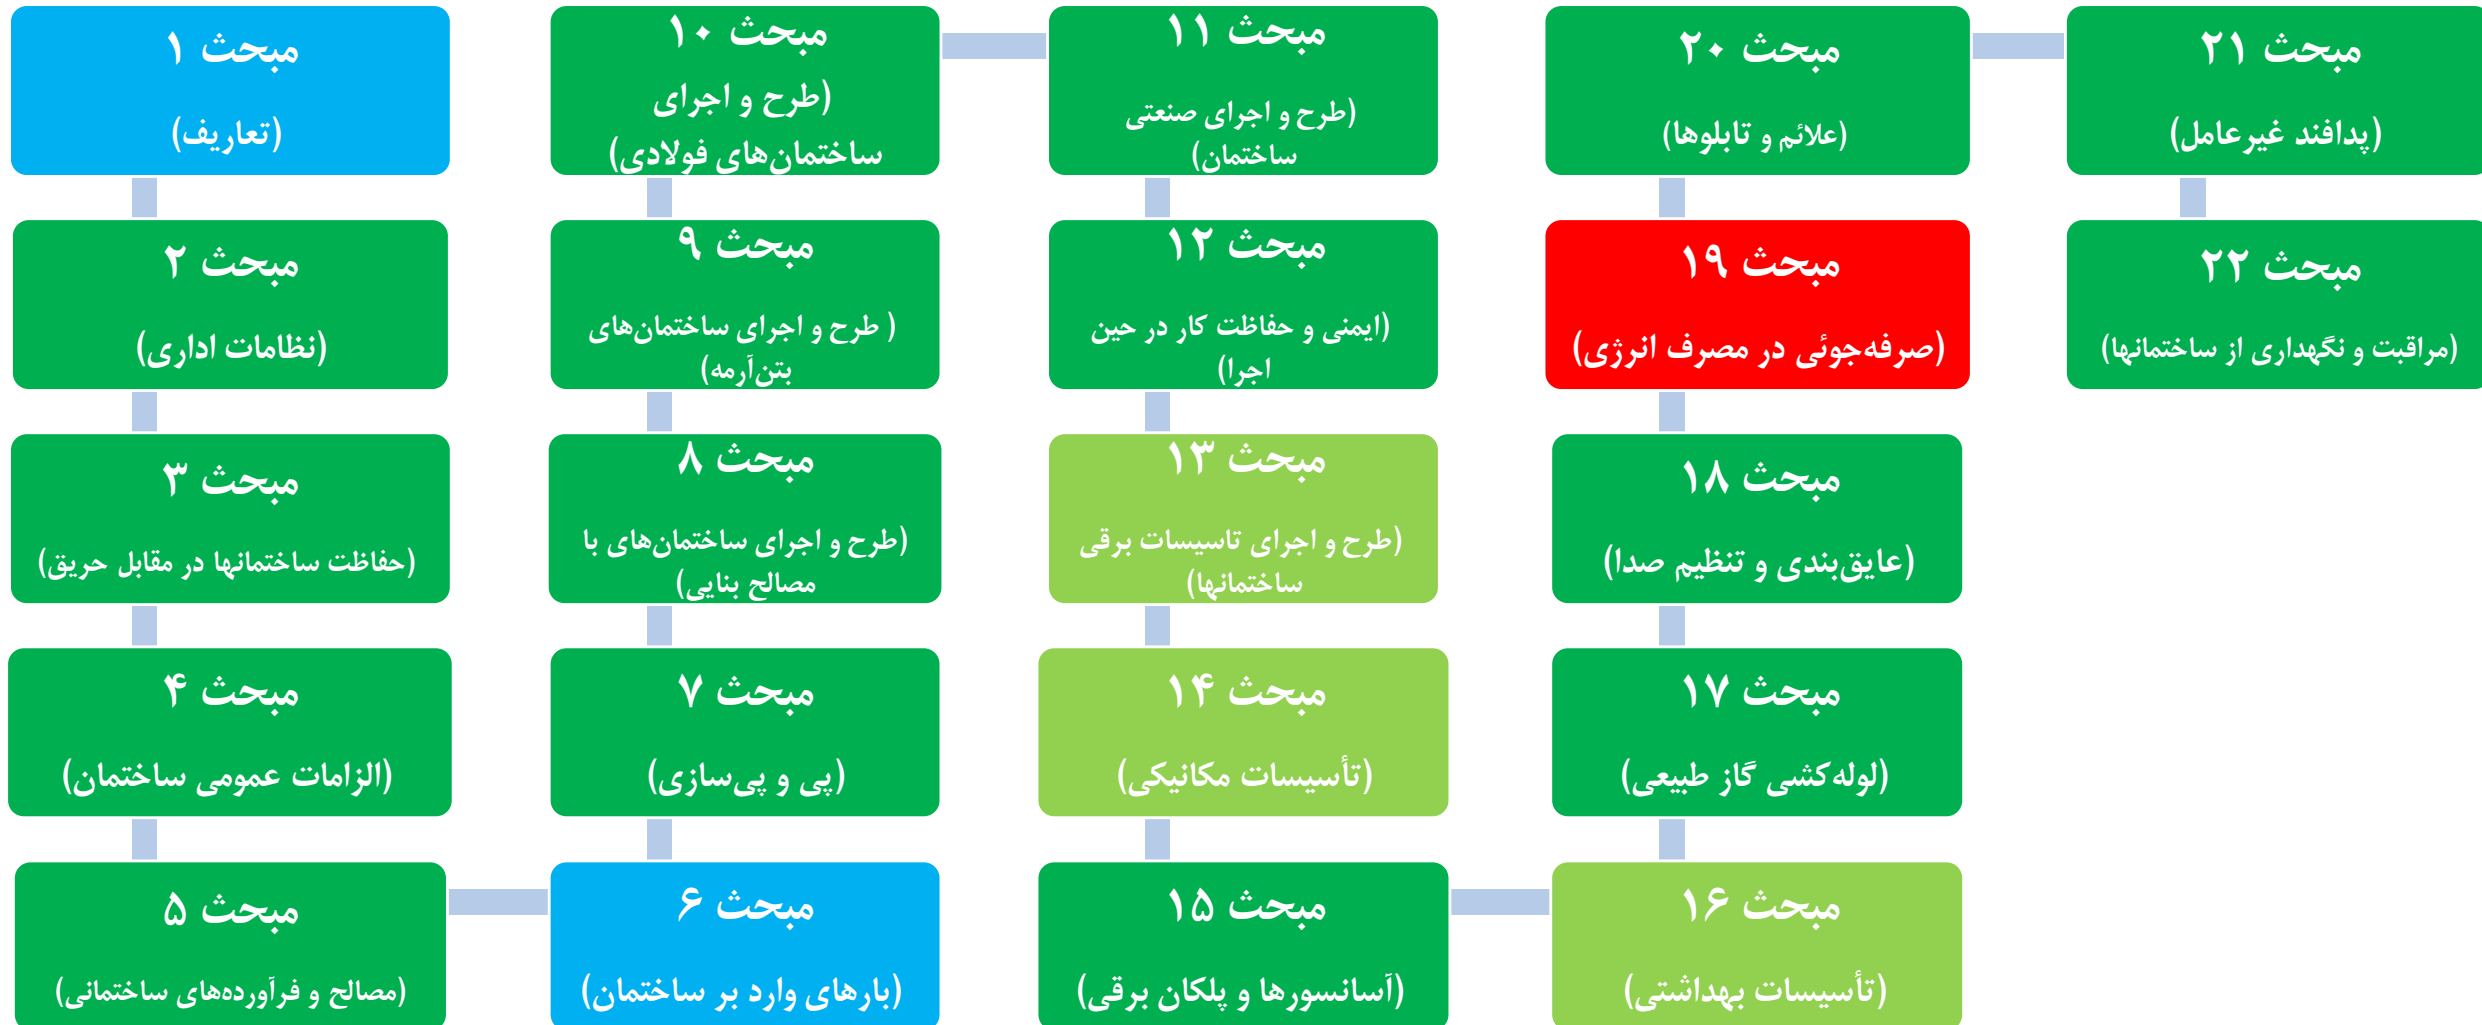 مبحث ۱
(تعاریف)
مبحث ۲
(نظامات اداری)
مبحث ۳
(حفاظت ساختمانها در مقابل حریق)
مبحث ۴
(الزامات عمومی ساختمان)
مبحث ۵
(مصالح و فرآورده‌های ساختمانی)
مبحث ۶
(بارهای وارد بر ساختمان)
مبحث ۷
(پی و پی‌سازی)
مبحث ۸
(طرح و اجرای ساختمان‌های با
مصالح بنایی)
مبحث ۹
( طرح و اجرای ساختمان‌های
بتن‌آرمه)
مبحث ۱۰
(طرح و اجرای
ساختمان‌های فولادی)
مبحث ۱۱
(طرح و اجرای صنعتی
ساختمان)
مبحث ۱۲
(ایمنی و حفاظت کار در حین
اجرا)
مبحث ۱۳
(طرح و اجرای تاسیسات برقی
ساختمانها)
مبحث ۱۴
(تأسیسات مکانیکی)
مبحث ۱۵
(آسانسورها و پلکان برقی)
مبحث ۱۶
(تأسیسات بهداشتی)
مبحث ۱۷
(لوله‌کشی گاز طبیعی)
مبحث ۱۸
(عایق‌بندی و تنظیم صدا)
مبحث ۱۹
(صرفه‌جوئی در مصرف انرژی)
مبحث ۲۰
(علائم و تابلوها)
مبحث ۲۱
(پدافند غیرعامل)
مبحث ۲۲
(مراقبت و نگهداری از ساختمانها)